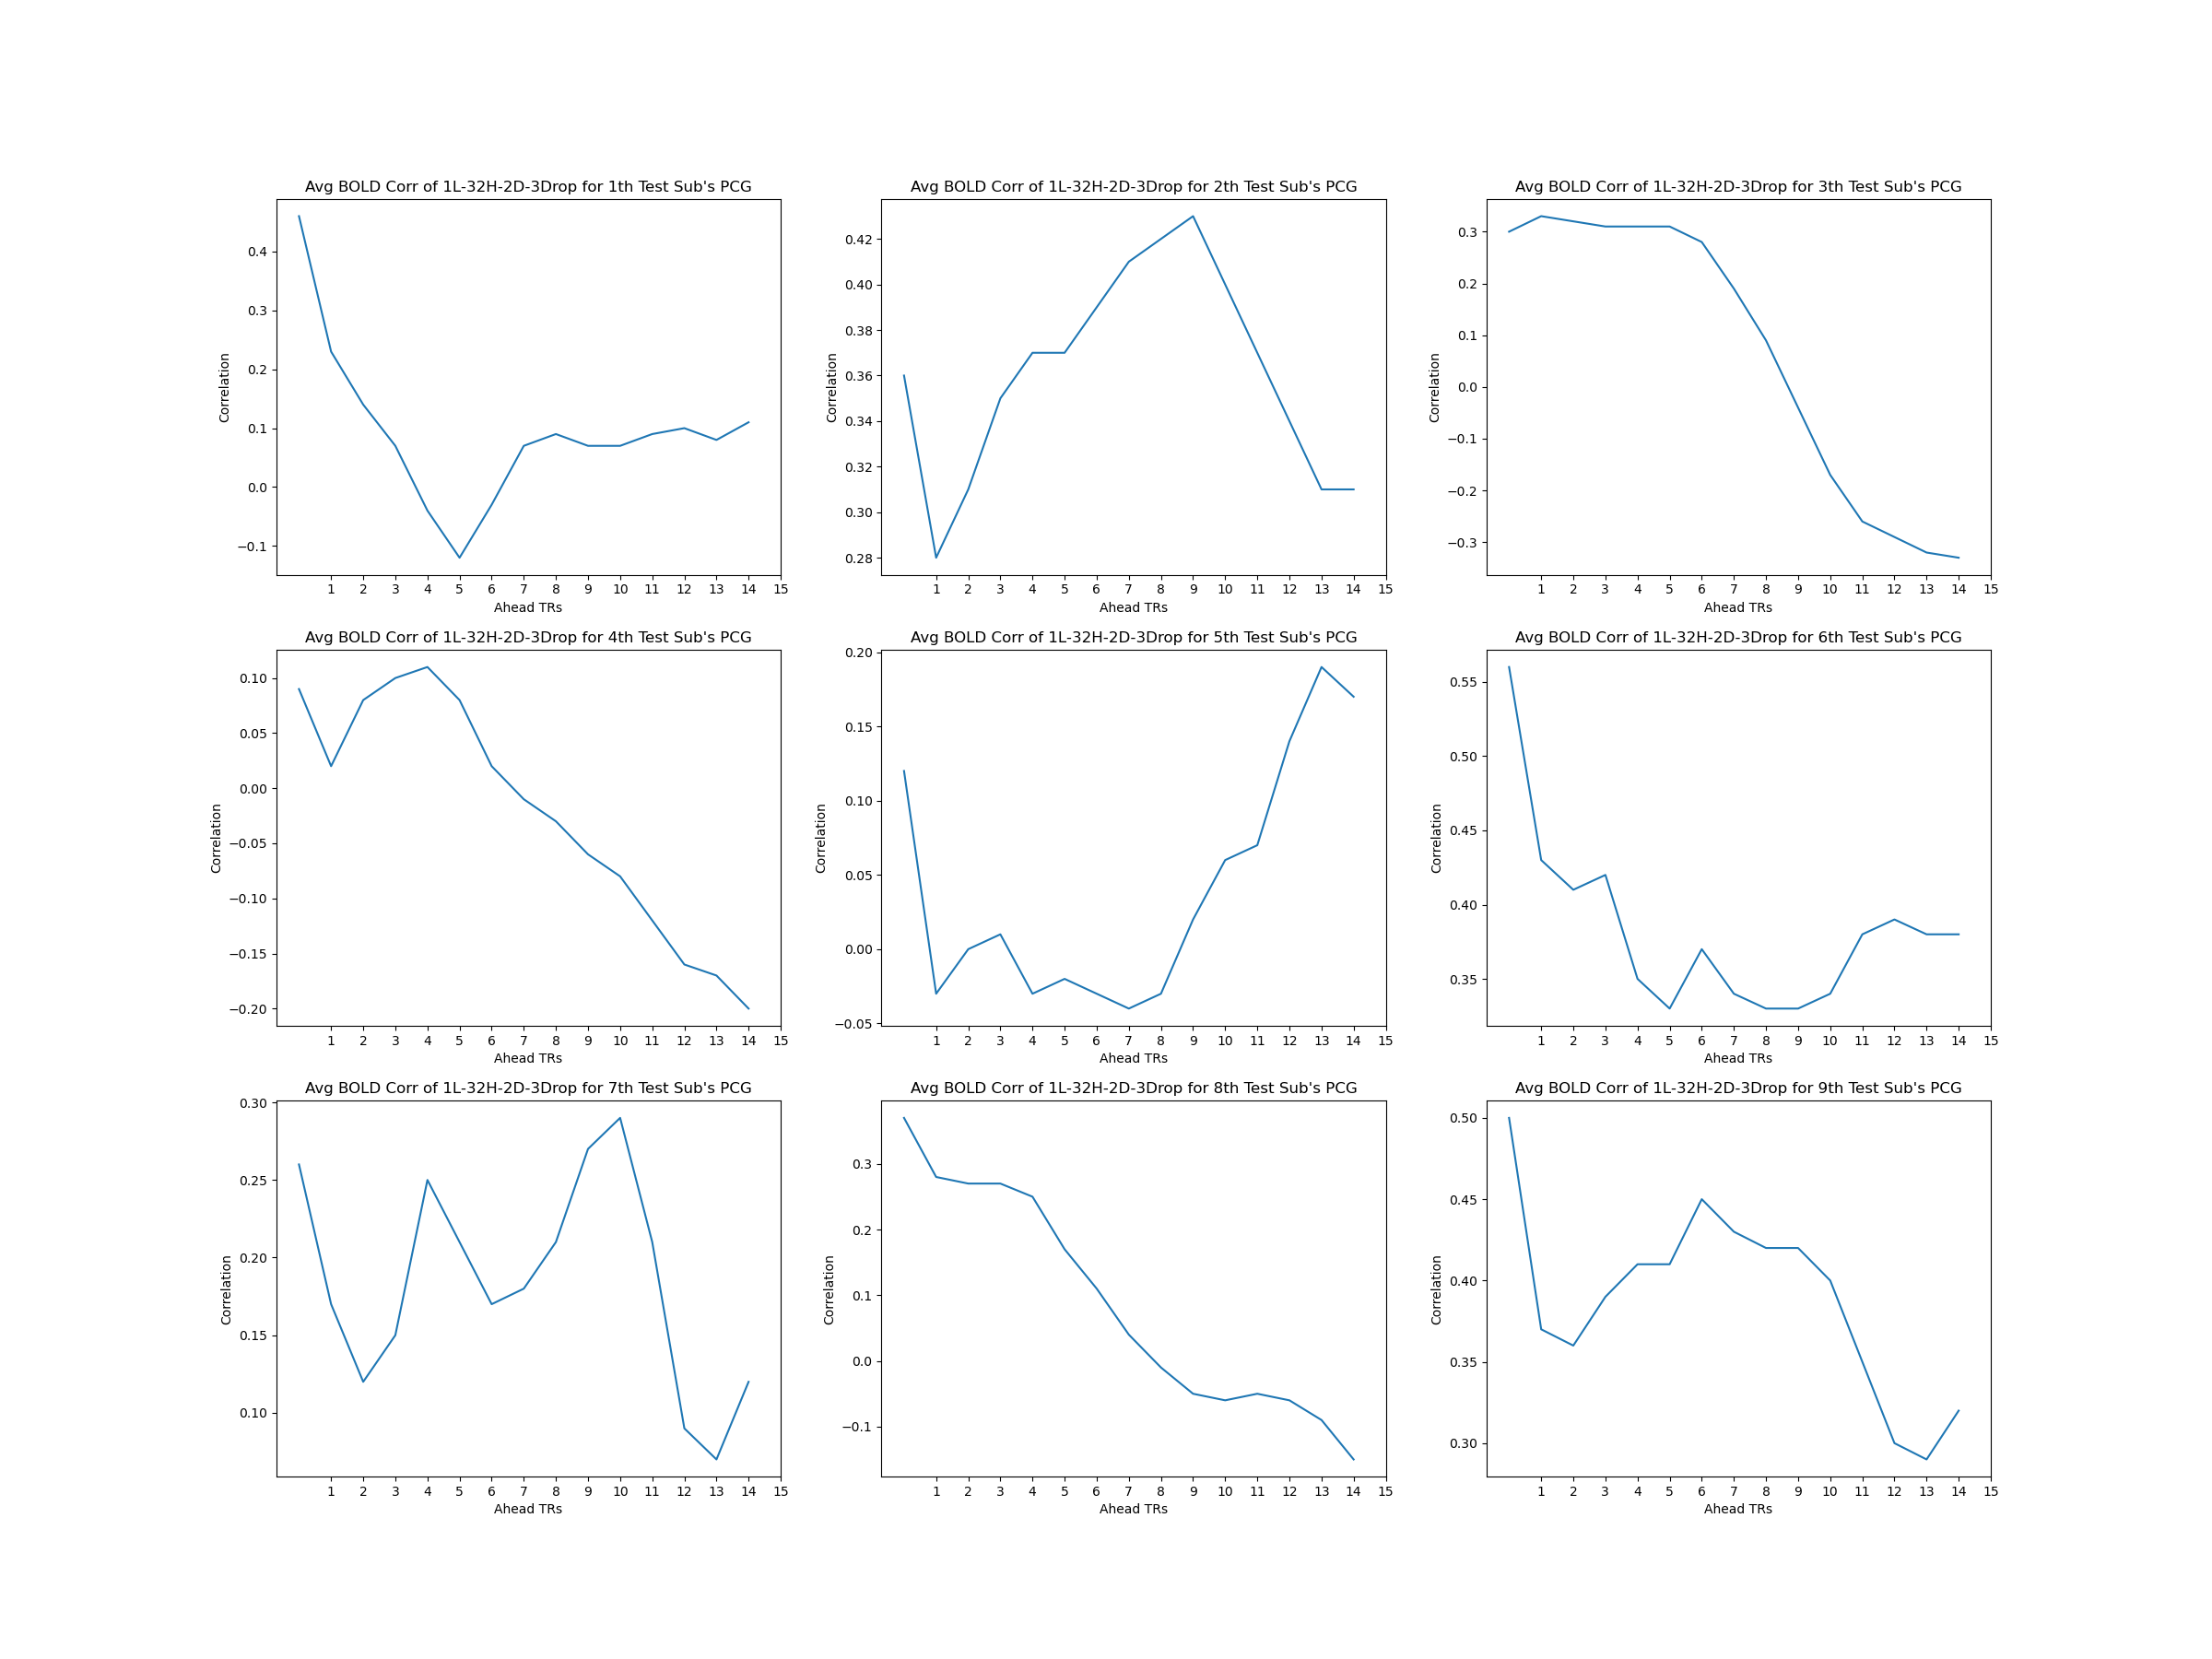 Avg BOLD Corr of 1L-32H-2D-3Drop for 1th Test Sub's PCG
Correlation
0.4
0.3
0.2
0.1
0.0
−0.1
1 2 3 4 5 6 7 8 9 10 11 12 13 14 15
Ahead TRs
Avg BOLD Corr of 1L-32H-2D-3Drop for 2th Test Sub's PCG
Correlation
0.42
0.40
0.38
0.36
0.34
0.32
0.30
0.28
1 2 3 4 5 6 7 8 9 10 11 12 13 14 15
Ahead TRs
Avg BOLD Corr of 1L-32H-2D-3Drop for 3th Test Sub's PCG
Correlation
0.3
0.2
0.1
0.0
−0.1
−0.2
−0.3
1 2 3 4 5 6 7 8 9 10 11 12 13 14 15
Ahead TRs
Avg BOLD Corr of 1L-32H-2D-3Drop for 4th Test Sub's PCG
Correlation
0.10
0.05
0.00
−0.05
−0.10
−0.15
−0.20
1 2 3 4 5 6 7 8 9 10 11 12 13 14 15
Ahead TRs
Avg BOLD Corr of 1L-32H-2D-3Drop for 5th Test Sub's PCG
Correlation
0.20
0.15
0.10
0.05
0.00
−0.05
1 2 3 4 5 6 7 8 9 10 11 12 13 14 15
Ahead TRs
Avg BOLD Corr of 1L-32H-2D-3Drop for 6th Test Sub's PCG
Correlation
0.55
0.50
0.45
0.40
0.35
1 2 3 4 5 6 7 8 9 10 11 12 13 14 15
Ahead TRs
Avg BOLD Corr of 1L-32H-2D-3Drop for 7th Test Sub's PCG
Correlation
0.30
0.25
0.20
0.15
0.10
1 2 3 4 5 6 7 8 9 10 11 12 13 14 15
Ahead TRs
Avg BOLD Corr of 1L-32H-2D-3Drop for 8th Test Sub's PCG
Correlation
0.3
0.2
0.1
0.0
−0.1
1 2 3 4 5 6 7 8 9 10 11 12 13 14 15
Ahead TRs
Avg BOLD Corr of 1L-32H-2D-3Drop for 9th Test Sub's PCG
Correlation
0.50
0.45
0.40
0.35
0.30
1 2 3 4 5 6 7 8 9 10 11 12 13 14 15
Ahead TRs